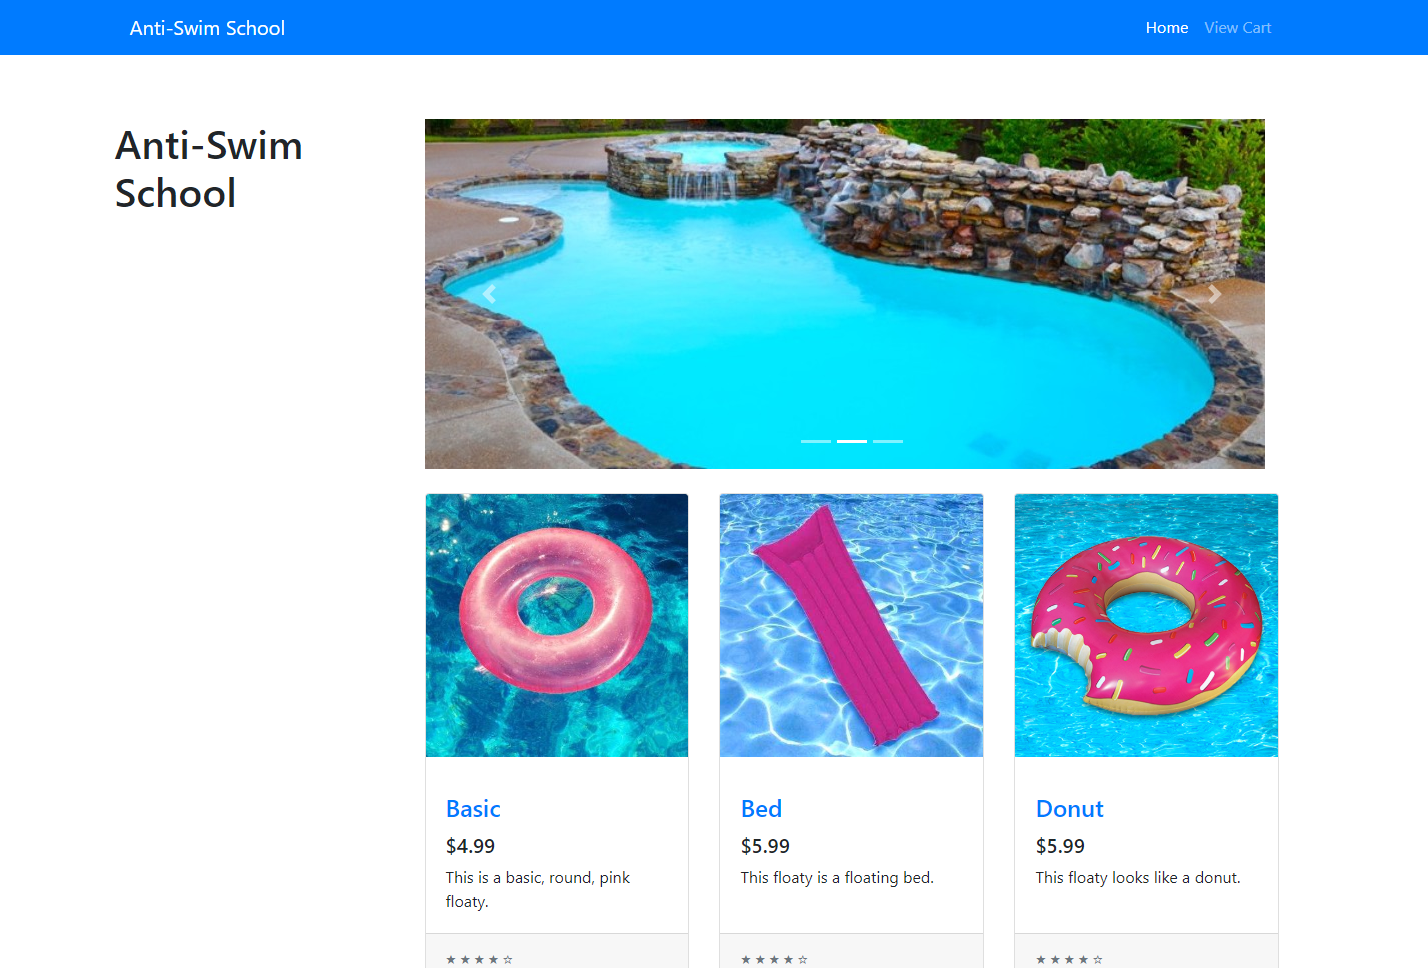 Anti-Swim School
Home View Cart
Anti-Swim
School
Basic
$4.99
This is a basic, round, pink
floaty.
★ ★ ★ ★ ☆
Bed
$5.99
This floaty is a floating bed.
★ ★ ★ ★ ☆
Donut
$5.99
This floaty looks like a donut.
★ ★ ★ ★ ☆